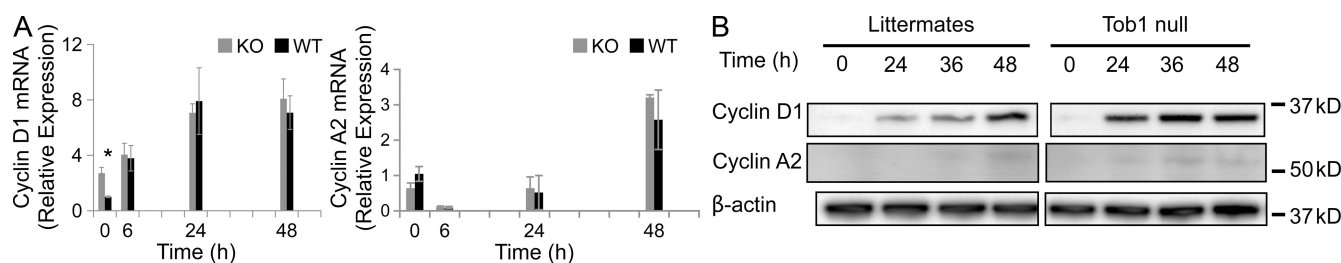 A
Cyclin D1 mRNA
(Relative Expression)
12
8
4
0
KO WT
*
0 6 24 48
Time (h)
Cyclin A2 mRNA
(Relative Expression)
4
3
2
1
0
KO WT
0 6 24 48
Time (h)
B
Littermates Tob1 null
Time (h) 0 24 36 48 0 24 36 48
Cyclin D1 37 kD
Cyclin A2 50 kD
β-actin 37 kD